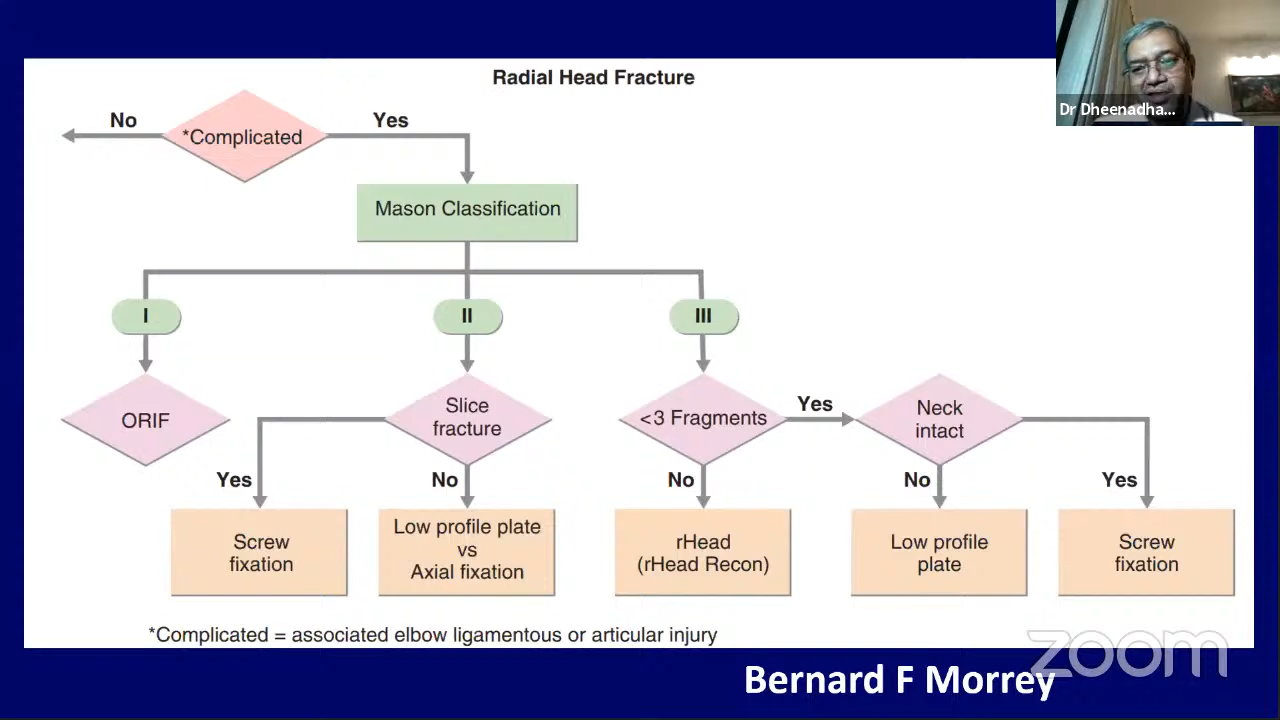 Radial Head Fracture
Dr Dheenadha...
No
*Complicated
Yes
Mason Classification
I
II
III
ORIF
Slice
fracture
<3 Fragments
Yes
Neck
intact
Yes
No
No
No
Yes
Screw
fixation
Low profile plate
vs
Axial fixation
rHead
(rHead Recon)
Low profile
plate
Screw
fixation
*Complicated = associated elbow ligamentous or articular injury
zoom
Bernard F Morrey